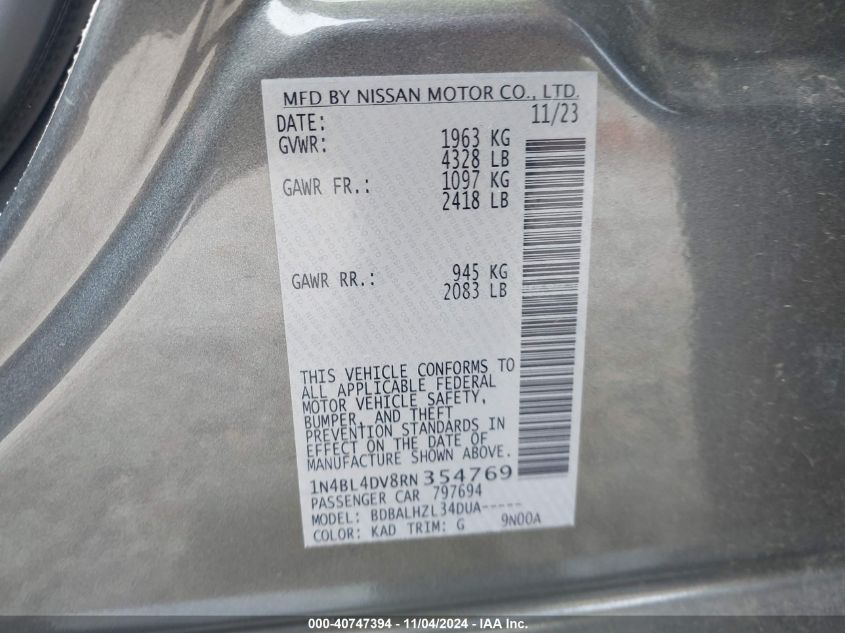 MFD BY NISSAN MOTOR CO., LTD.
DATE: 11/23
GVWR: 1963 KG
4328 LB
GAWR FR.: 1097 KG
2418 LB
GAWR RR.: 945 KG
2083 LB
THIS VEHICLE CONFORMS TO
ALL APPLICABLE FEDERAL
MOTOR VEHICLE SAFETY,
BUMPER, AND THEFT
PREVENTION STANDARDS IN
EFFECT ON THE DATE OF
MANUFACTURE SHOWN ABOVE.
1N4BL4DV8RN354769
PASSENGER CAR 797694
MODEL: BDBALHZL34DUA-----
COLOR: KAD TRIM: G 9N00A
000-40747394 - 11/04/2024 - IAA Inc.